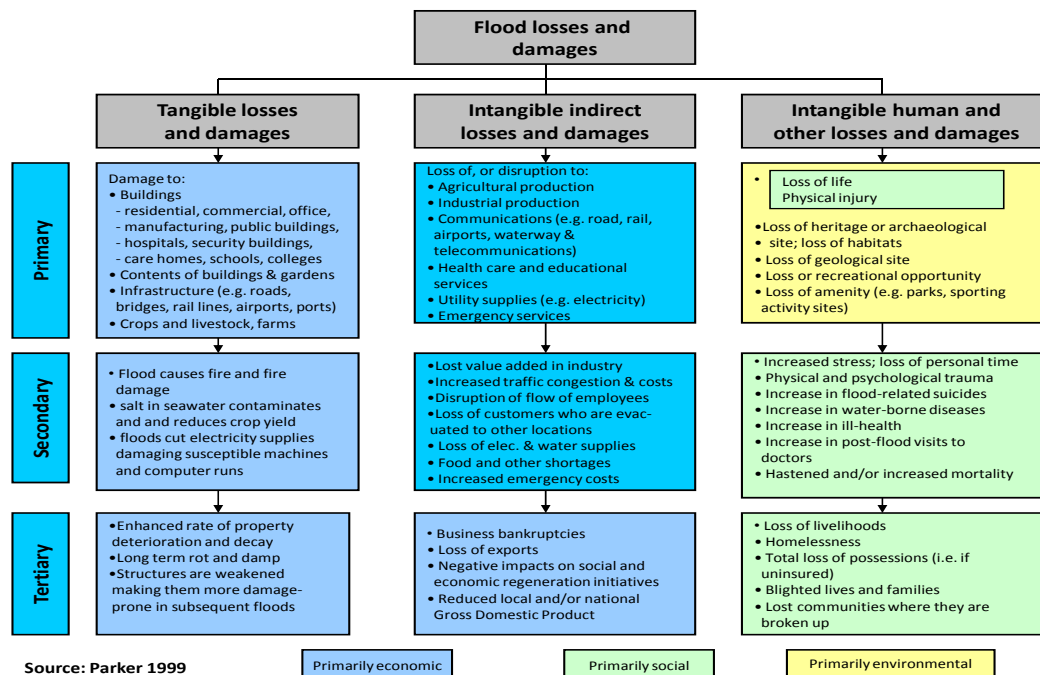 Flood losses and
damages
Tangible losses
and damages
Intangible indirect
losses and damages
Intangible human and
other losses and damages
Primary
Damage to:
• Buildings
- residential, commercial, office,
- manufacturing, public buildings,
- hospitals, security buildings,
- care homes, schools, colleges
• Contents of buildings & gardens
• Infrastructure (e.g. roads,
bridges, rail lines, airports, ports)
• Crops and livestock, farms
Loss of, or disruption to:
• Agricultural production
• Industrial production
• Communications (e.g. road, rail,
airports, waterway &
telecommunications)
• Health care and educational
services
• Utility supplies (e.g. electricity)
• Emergency services
•
Loss of life
Physical injury
•Loss of heritage or archaeological
• site; loss of habitats
• Loss of geological site
• Loss or recreational opportunity
• Loss of amenity (e.g. parks, sporting
activity sites)
Secondary
• Flood causes fire and fire
damage
• salt in seawater contaminates
and and reduces crop yield
• floods cut electricity supplies
damaging susceptible machines
and computer runs
•Lost value added in industry
•Increased traffic congestion & costs
•Disruption of flow of employees
•Loss of customers who are evac-
uated to other locations
• Loss of elec. & water supplies
• Food and other shortages
• Increased emergency costs
• Increased stress; loss of personal time
• Physical and psychological trauma
• Increase in flood-related suicides
• Increase in water-borne diseases
• Increase in ill-health
• Increase in post-flood visits to
doctors
• Hastened and/or increased mortality
Tertiary
•Enhanced rate of property
deterioration and decay
•Long term rot and damp
•Structures are weakened
making them more damage-
prone in subsequent floods
• Business bankruptcies
• Loss of exports
• Negative impacts on social and
economic regeneration initiatives
• Reduced local and/or national
Gross Domestic Product
• Loss of livelihoods
• Homelessness
• Total loss of possessions (i.e. if
uninsured)
• Blighted lives and families
• Lost communities where they are
broken up
Source: Parker 1999
Primarily economic
Primarily social
Primarily environmental